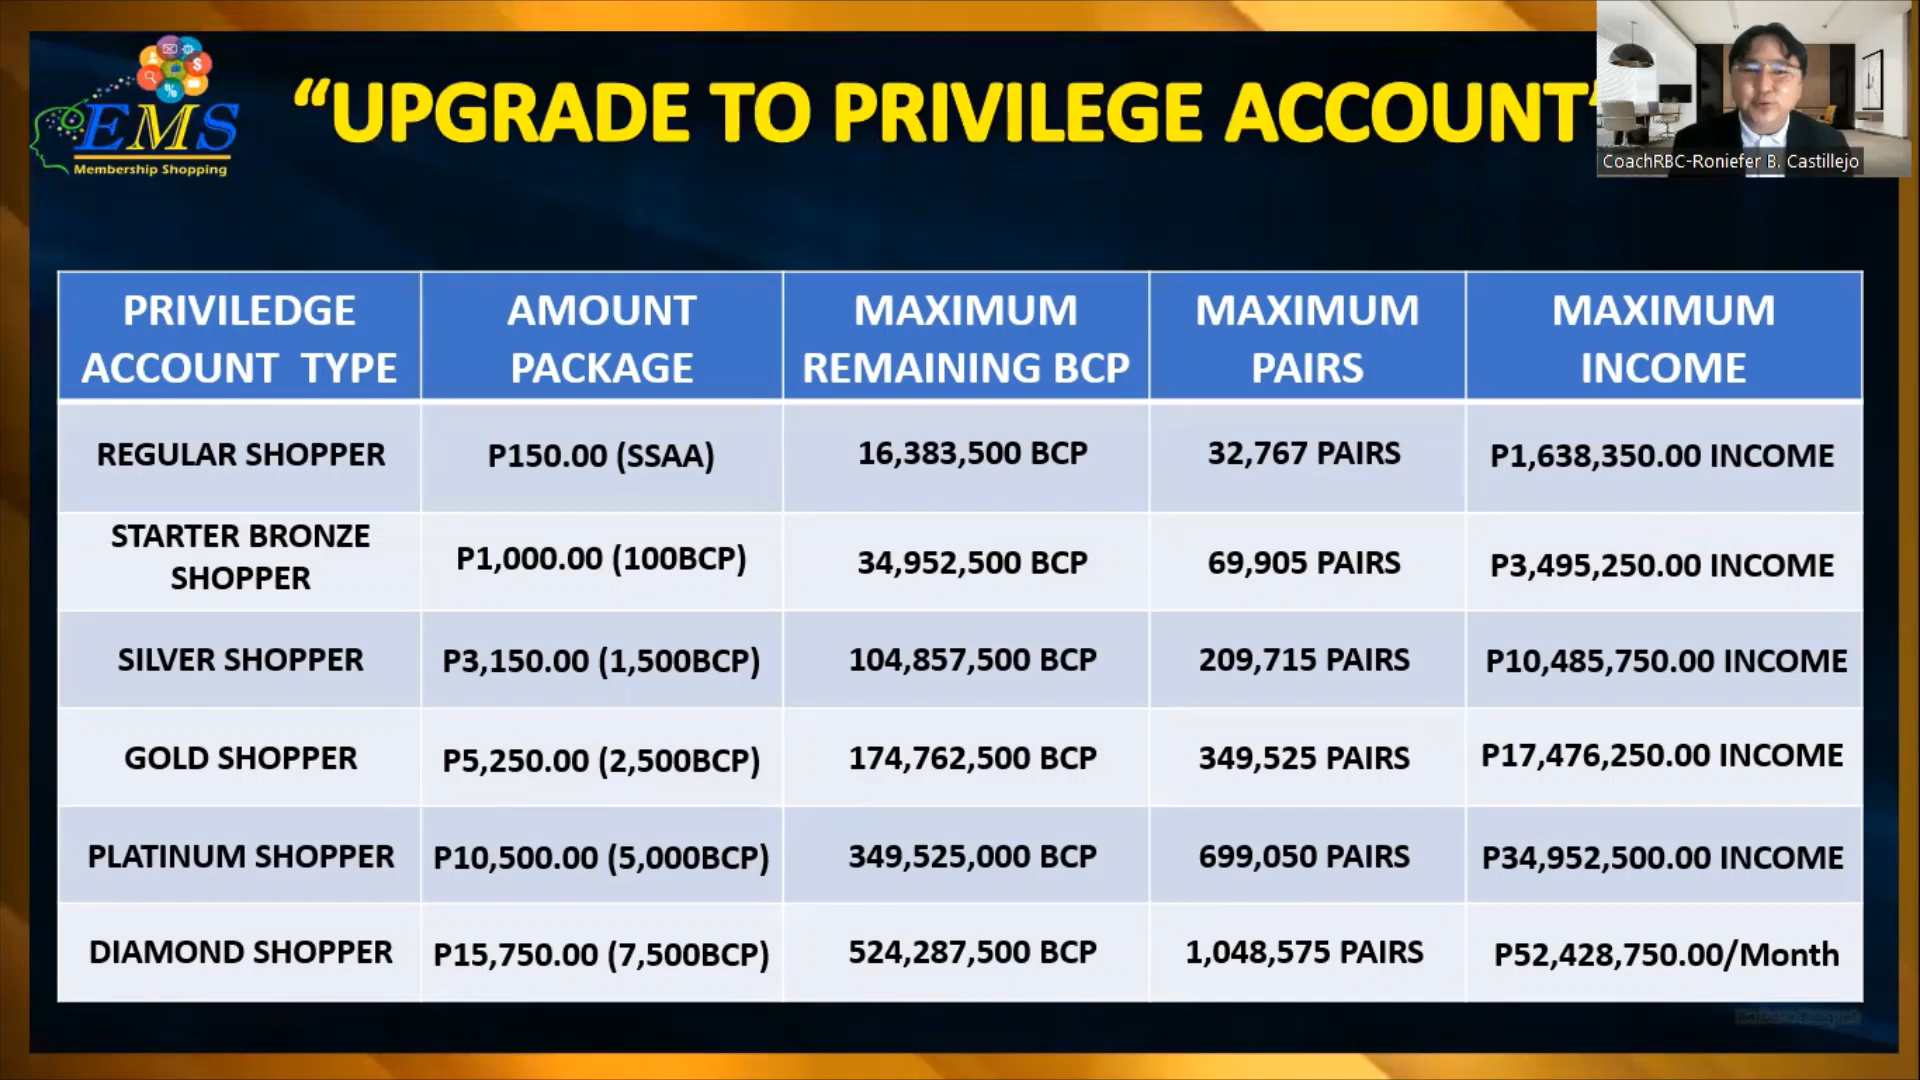 EMS
Membership Shopping
“UPGRADE TO PRIVILEGE ACCOUNT”
CoachRBC-Roniefer B. Castillejo
PRIVILEDGE ACCOUNT TYPE
AMOUNT PACKAGE
MAXIMUM REMAINING BCP
MAXIMUM PAIRS
MAXIMUM INCOME
REGULAR SHOPPER
P150.00 (SSAA)
16,383,500 BCP
32,767 PAIRS
P1,638,350.00 INCOME
STARTER BRONZE
SHOPPER
P1,000.00 (100BCP)
34,952,500 BCP
69,905 PAIRS
P3,495,250.00 INCOME
SILVER SHOPPER
P3,150.00 (1,500BCP)
104,857,500 BCP
209,715 PAIRS
P10,485,750.00 INCOME
GOLD SHOPPER
P5,250.00 (2,500BCP)
174,762,500 BCP
349,525 PAIRS
P17,476,250.00 INCOME
PLATINUM SHOPPER
P10,500.00 (5,000BCP)
349,525,000 BCP
699,050 PAIRS
P34,952,500.00 INCOME
DIAMOND SHOPPER
P15,750.00 (7,500BCP)
524,287,500 BCP
1,048,575 PAIRS
P52,428,750.00/Month